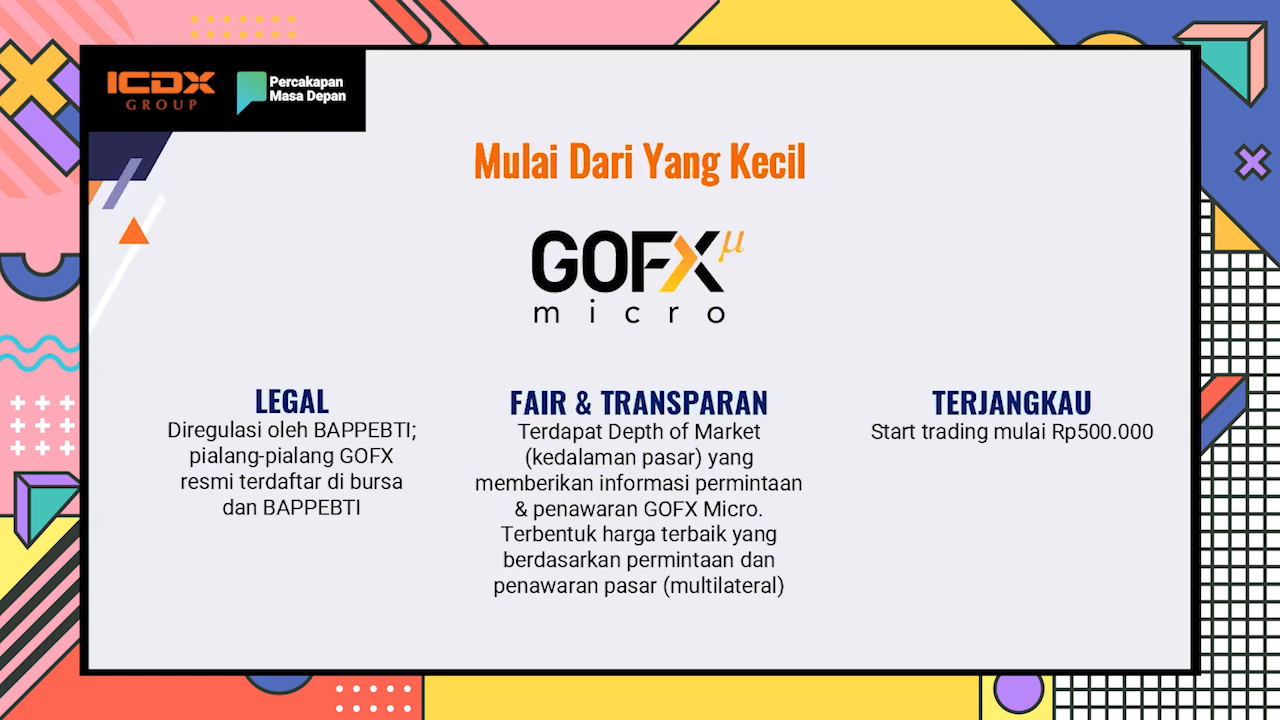 ICDX
GROUP
Percakapan
Masa Depan
Mulai Dari Yang Kecil
GOFX μ
micro
LEGAL
Diregulasi oleh BAPPEBTI;
pialang-pialang GOFX
resmi terdaftar di bursa
dan BAPPEBTI
FAIR & TRANSPARAN
Terdapat Depth of Market
(kedalaman pasar) yang
memberikan informasi permintaan
& penawaran GOFX Micro.
Terbentuk harga terbaik yang
berdasarkan permintaan dan
penawaran pasar (multilateral)
TERJANGKAU
Start trading mulai Rp500.000